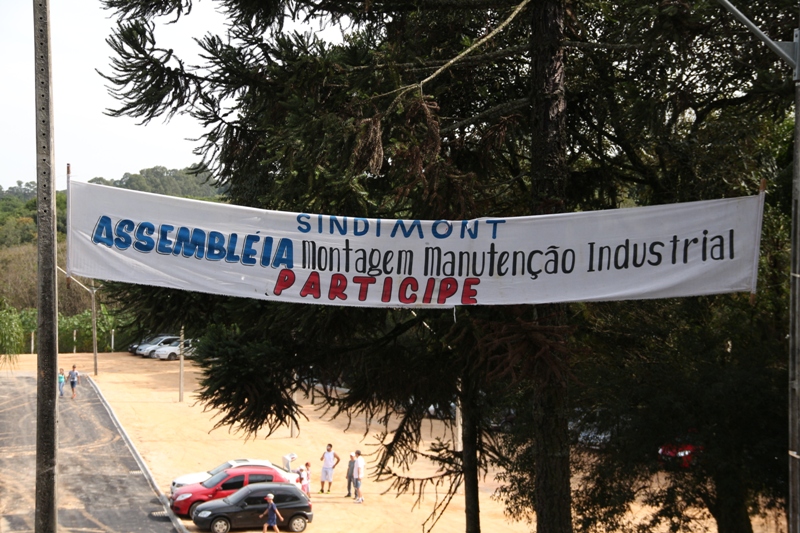 SINDIMONT
ASSEMBLÉIA Montagem Manutenção Industrial
PARTICIPE